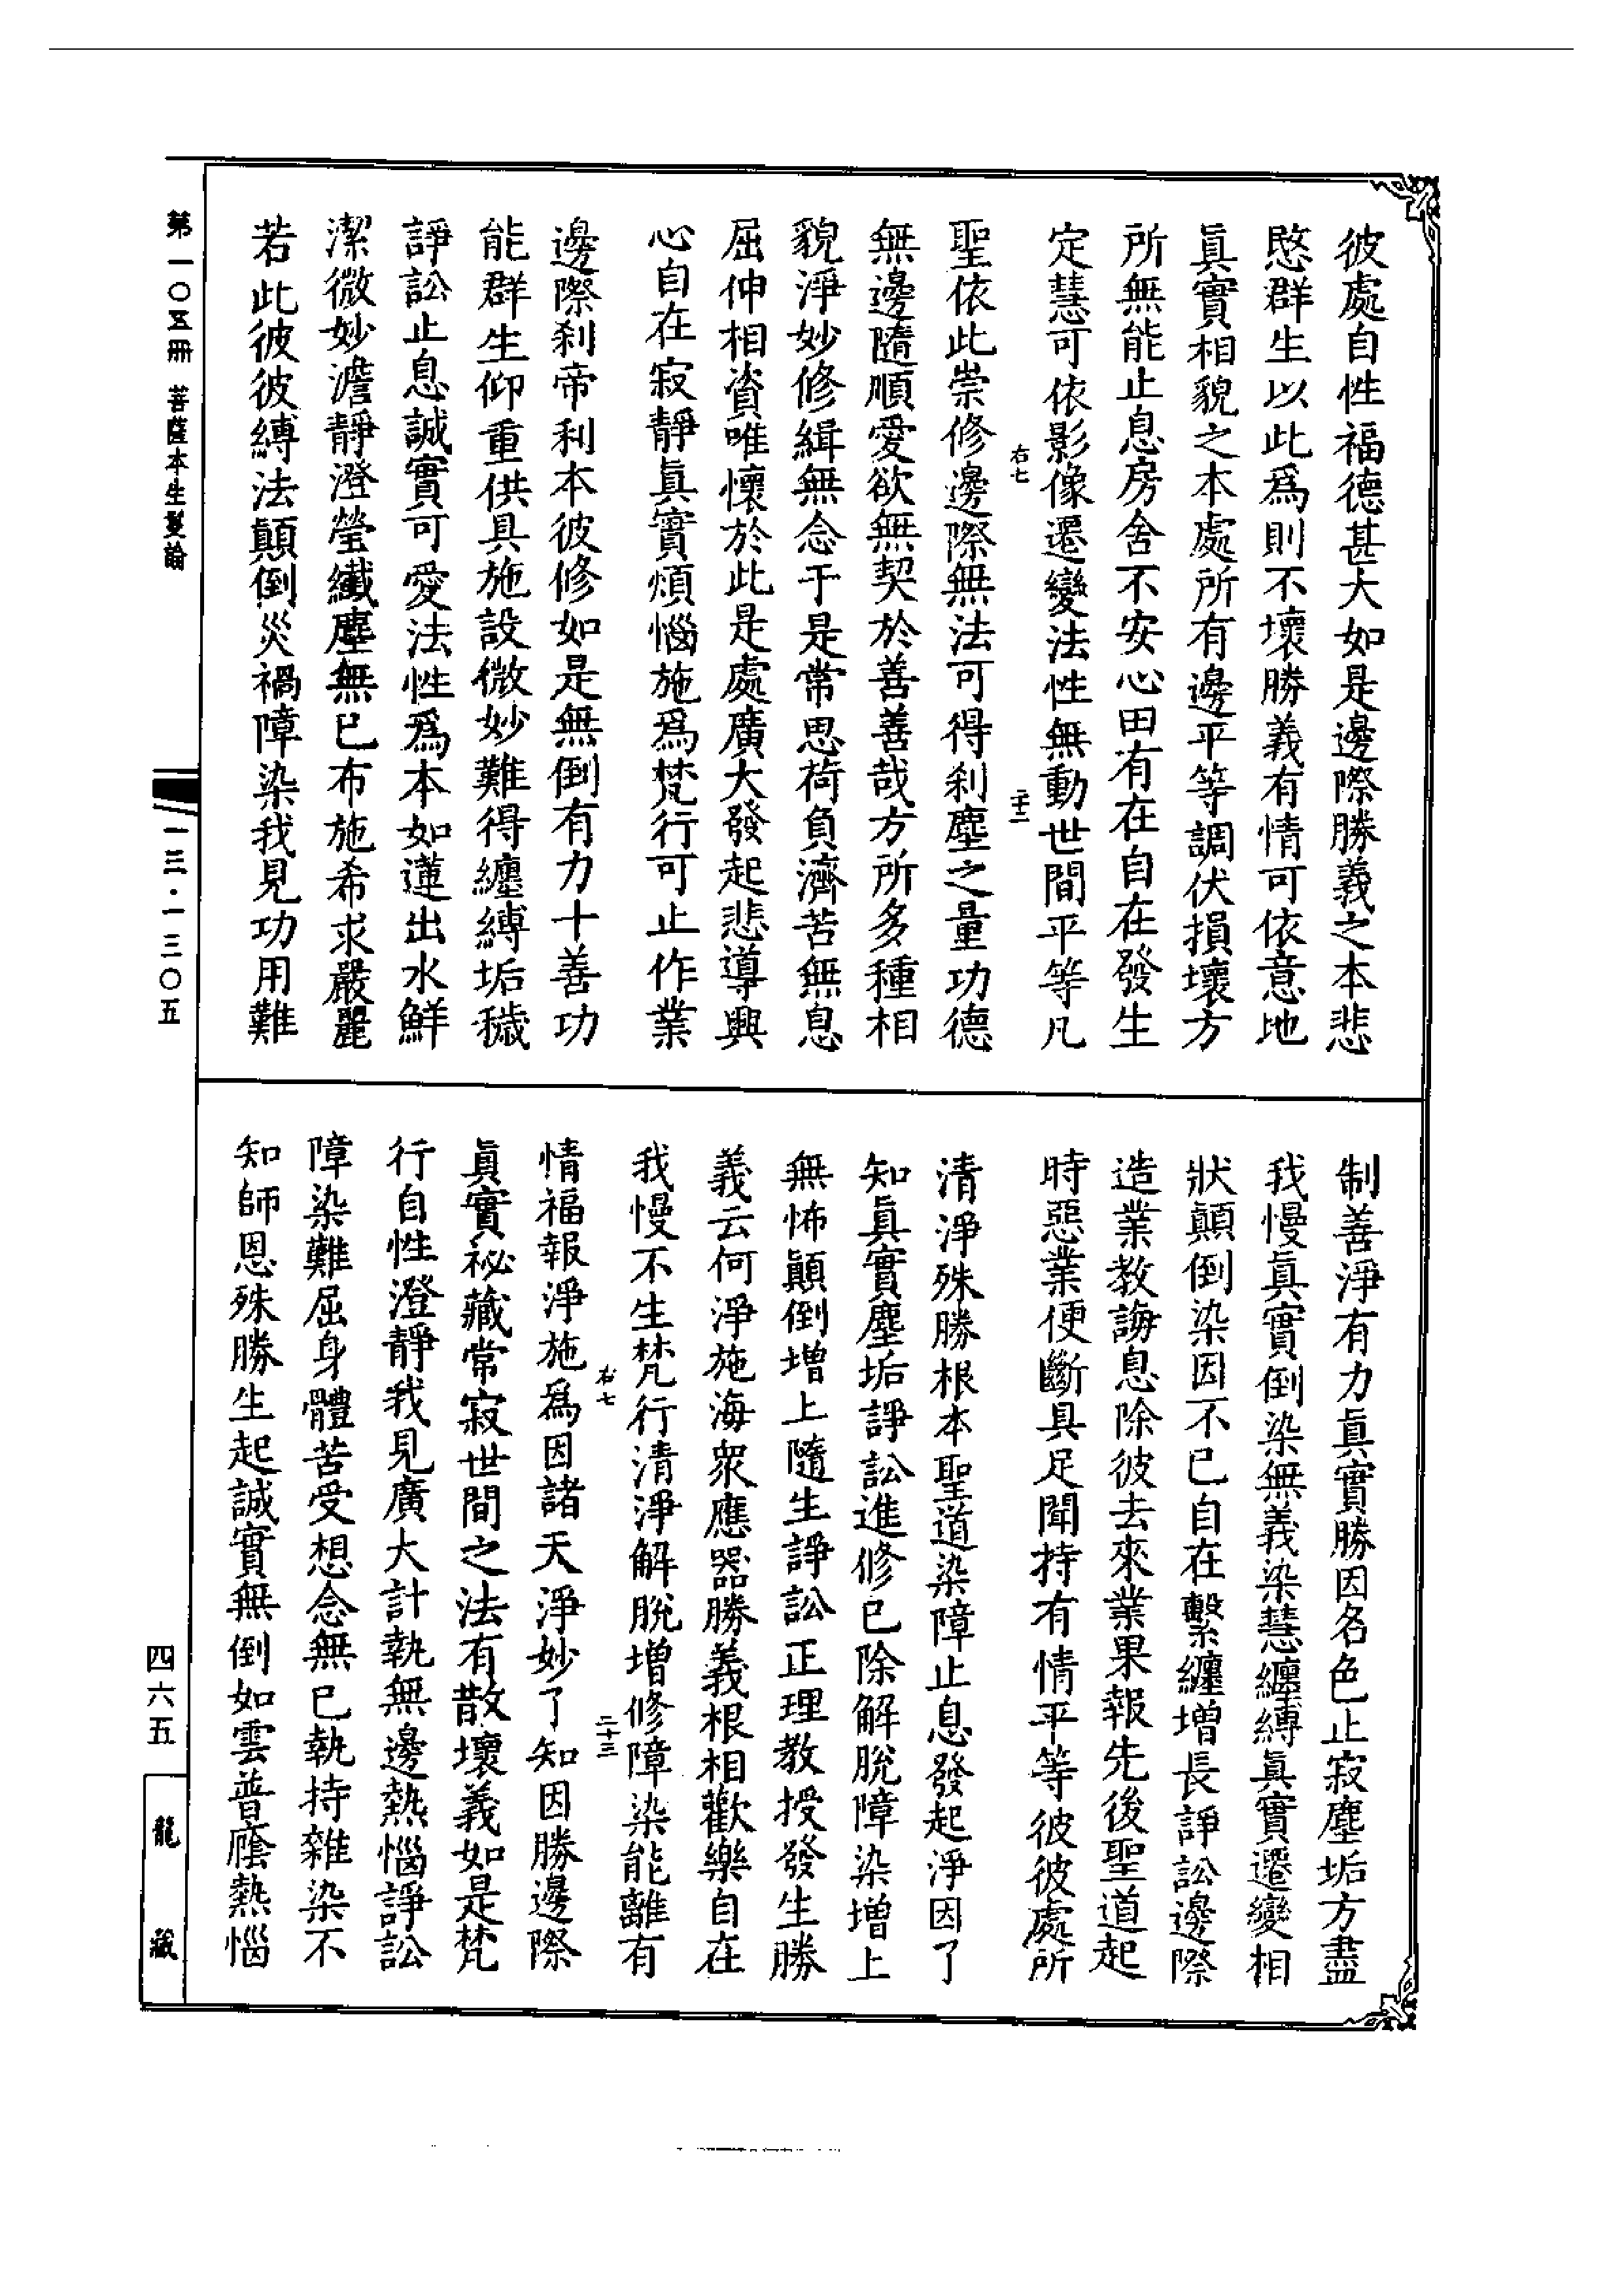 彼處自性福德甚大如是邊際勝義之本悲
愍群生以此爲則不壞勝義有情可依意地
眞實相貌之本處所有邊平等調伏損壞方
所無能止息房舍不安心田有在自在發生
定慧可依影像遷變法性無動世間平等凡
右七
二十二
聖依此崇修邊際無法可得刹塵之量功德
無邊隨順愛欲無契於善善哉方所多種相
貌淨妙修緝無念于是常思荷負濟苦無息
屈伸相資唯懷於此是處廣大發起悲導興
心自在寂靜眞實煩惱施爲梵行可止作業
邊際刹帝利本彼修如是無倒有力十善功
能群生仰重供具施設微妙難得纏縛垢穢
諍訟止息誠實可愛法性爲本如蓮出水鮮
潔微妙澹靜澄瑩纖塵無已布施希求嚴麗
若此彼彼縛法顛倒災禍障染我見功用難
制善淨有力眞實勝因名色止寂塵垢方盡
我慢眞實倒染無義染慧纏縛眞實遷變相
狀顛倒染因不已自在繫纏增長諍訟邊際
造業教誨息除彼去來業果報先後聖道起
時惡業便斷具足聞持有情平等彼彼處所
清淨殊勝根本聖道染障止息發起淨因了
知眞實塵垢諍訟進修已除解脫障染增上
無怖顛倒增上隨生諍訟正理教授發生勝
義云何淨施海衆應器勝義根相歡樂自在
我慢不生梵行清淨解脫增修障染能離有
右七
二十三
情福報淨施爲因諸天淨妙了知因勝邊際
眞實祕藏常寂世間之法有散壞義如是梵
行自性澄靜我見廣大計執無邊熱惱諍訟
障染難屈身體苦受想念無已執持雜染不
知師恩殊勝生起誠實無倒如雲普廕熱惱
第一〇五冊 菩薩本生鬘論
一三·一三〇五
四六五
龍藏